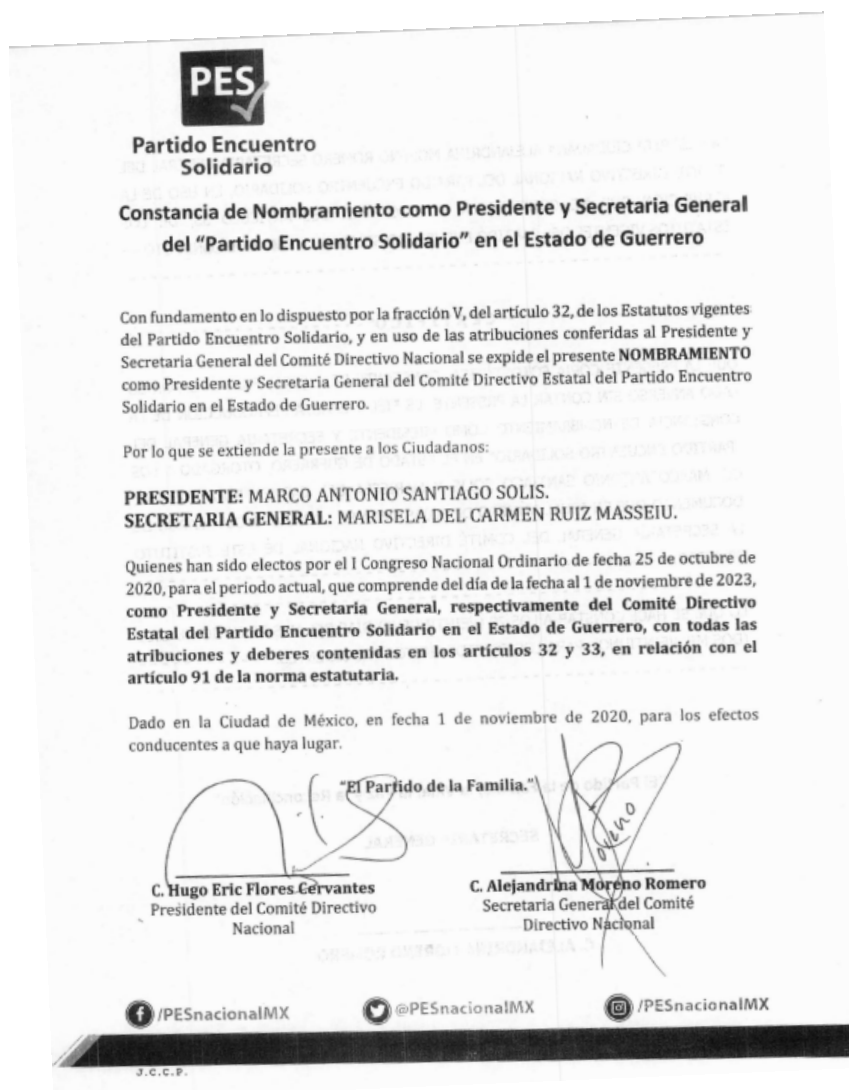 PES
Partido Encuentro
Solidario
Constancia de Nombramiento como Presidente y Secretaria General
del “Partido Encuentro Solidario” en el Estado de Guerrero
Con fundamento en lo dispuesto por la fracción V, del artículo 32, de los Estatutos vigentes
del Partido Encuentro Solidario, y en uso de las atribuciones conferidas al Presidente y
Secretaria General del Comité Directivo Nacional se expide el presente NOMBRAMIENTO
como Presidente y Secretaria General del Comité Directivo Estatal del Partido Encuentro
Solidario en el Estado de Guerrero.
Por lo que se extiende la presente a los Ciudadanos:
PRESIDENTE: MARCO ANTONIO SANTIAGO SOLIS.
SECRETARIA GENERAL: MARISELA DEL CARMEN RUIZ MASSEIU.
Quienes han sido electos por el I Congreso Nacional Ordinario de fecha 25 de octubre de
2020, para el periodo actual, que comprende del día de la fecha al 1 de noviembre de 2023,
como Presidente y Secretaria General, respectivamente del Comité Directivo
Estatal del Partido Encuentro Solidario en el Estado de Guerrero, con todas las
atribuciones y deberes contenidas en los artículos 32 y 33, en relación con el
artículo 91 de la norma estatutaria.
Dado en la Ciudad de México, en fecha 1 de noviembre de 2020, para los efectos
conducentes a que haya lugar.
"El Partido de la Familia."
C. Hugo Eric Flores Cervantes
Presidente del Comité Directivo
Nacional
C. Alejandrina Moreno Romero
Secretaria General del Comité
Directivo Nacional
/PESnacionalMX
@PESnacionalMX
/PESnacionalMX
J.C.C.P.